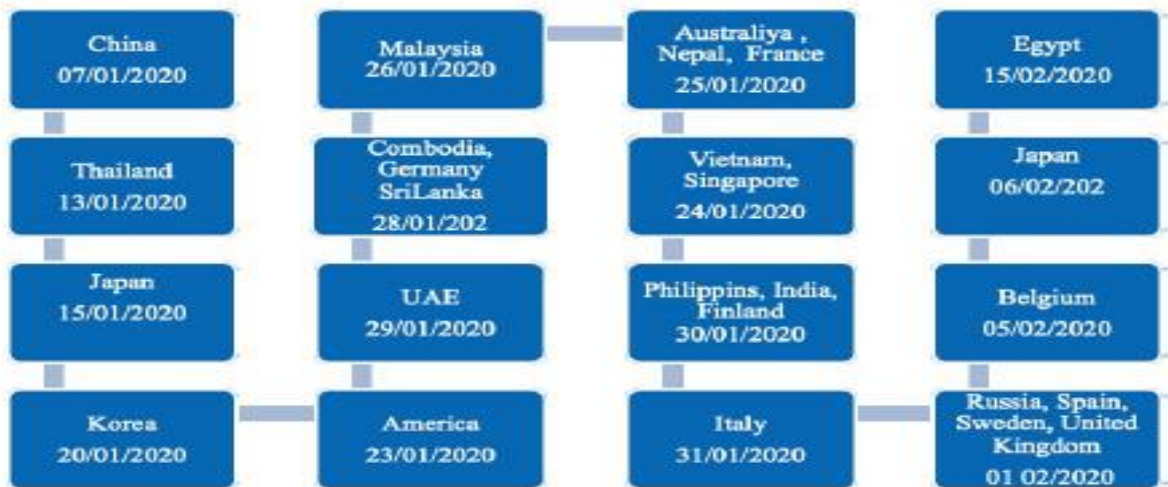 China
07/01/2020
Thailand
13/01/2020
Japan
15/01/2020
Korea
20/01/2020
America
23/01/2020
UAE
29/01/2020
Combodia,
Germany
SriLanka
28/01/202
Malaysia
26/01/2020
Australiya ,
Nepal, France
25/01/2020
Vietnam,
Singapore
24/01/2020
Philippins, India,
Finland
30/01/2020
Italy
31/01/2020
Russia, Spain,
Sweden, United
Kingdom
01 02/2020
Belgium
05/02/2020
Japan
06/02/202
Egypt
15/02/2020